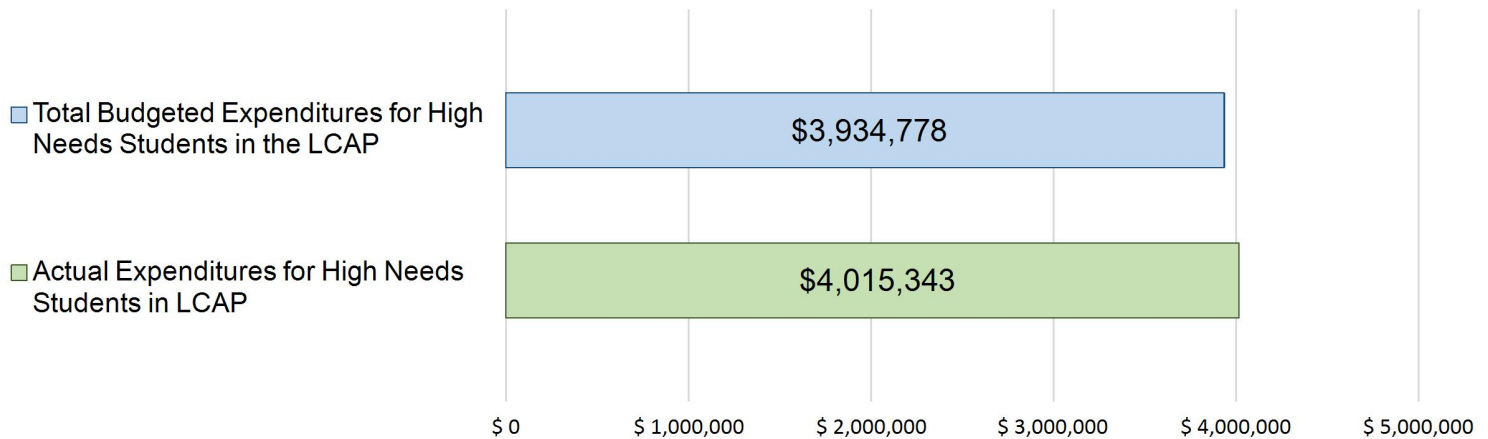 Total Budgeted Expenditures for High
Needs Students in the LCAP
$3,934,778
Actual Expenditures for High Needs
Students in LCAP
$4,015,343
$ 0
$ 1,000,000
$ 2,000,000
$ 3,000,000
$ 4,000,000
$ 5,000,000